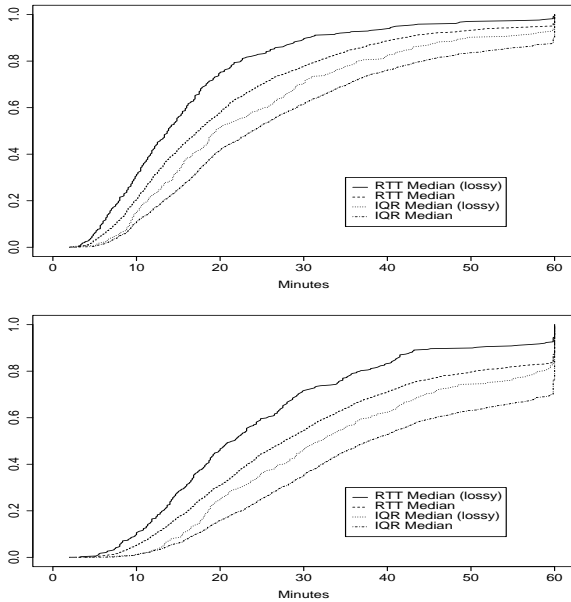 1.0
0.8
0.6
0.4
0.2
0.0
RTT Median (lossy)
RTT Median
IQR Median (lossy)
IQR Median
0 10 20 30 40 50 60
Minutes
1.0
0.8
0.6
0.4
0.2
0.0
RTT Median (lossy)
RTT Median
IQR Median (lossy)
IQR Median
0 10 20 30 40 50 60
Minutes